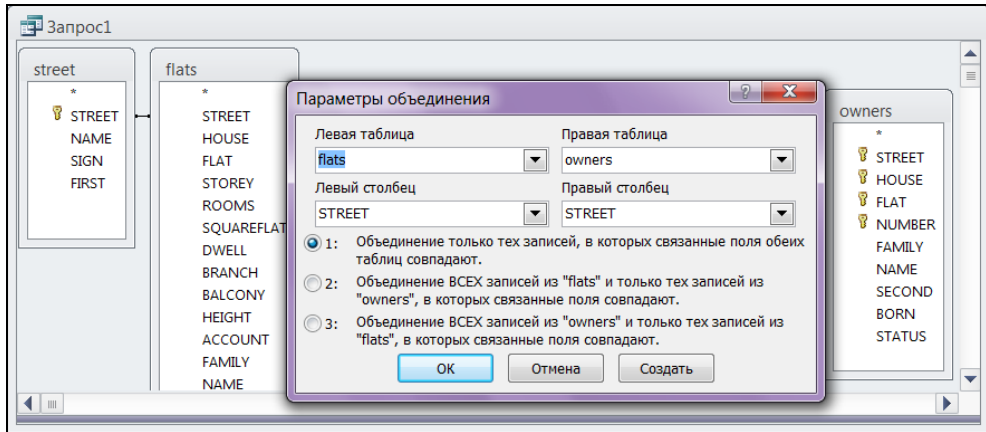 Запрос1
street
*
STREET
NAME
SIGN
FIRST
flats
*
STREET
HOUSE
FLAT
STOREY
ROOMS
SQUAREFLAT
DWELL
BRANCH
BALCONY
HEIGHT
ACCOUNT
FAMILY
NAME
Параметры объединения
?
X
Левая таблица
Правая таблица
flats
owners
Левый столбец
Правый столбец
STREET
STREET
1: Объединение только тех записей, в которых связанные поля обеих
таблиц совпадают.
2: Объединение ВСЕХ записей из "flats" и только тех записей из
"owners", в которых связанные поля совпадают.
3: Объединение ВСЕХ записей из "owners" и только тех записей из
"flats", в которых связанные поля совпадают.
ОК
Отмена
Создать
owners
*
STREET
HOUSE
FLAT
NUMBER
FAMILY
NAME
SECOND
BORN
STATUS